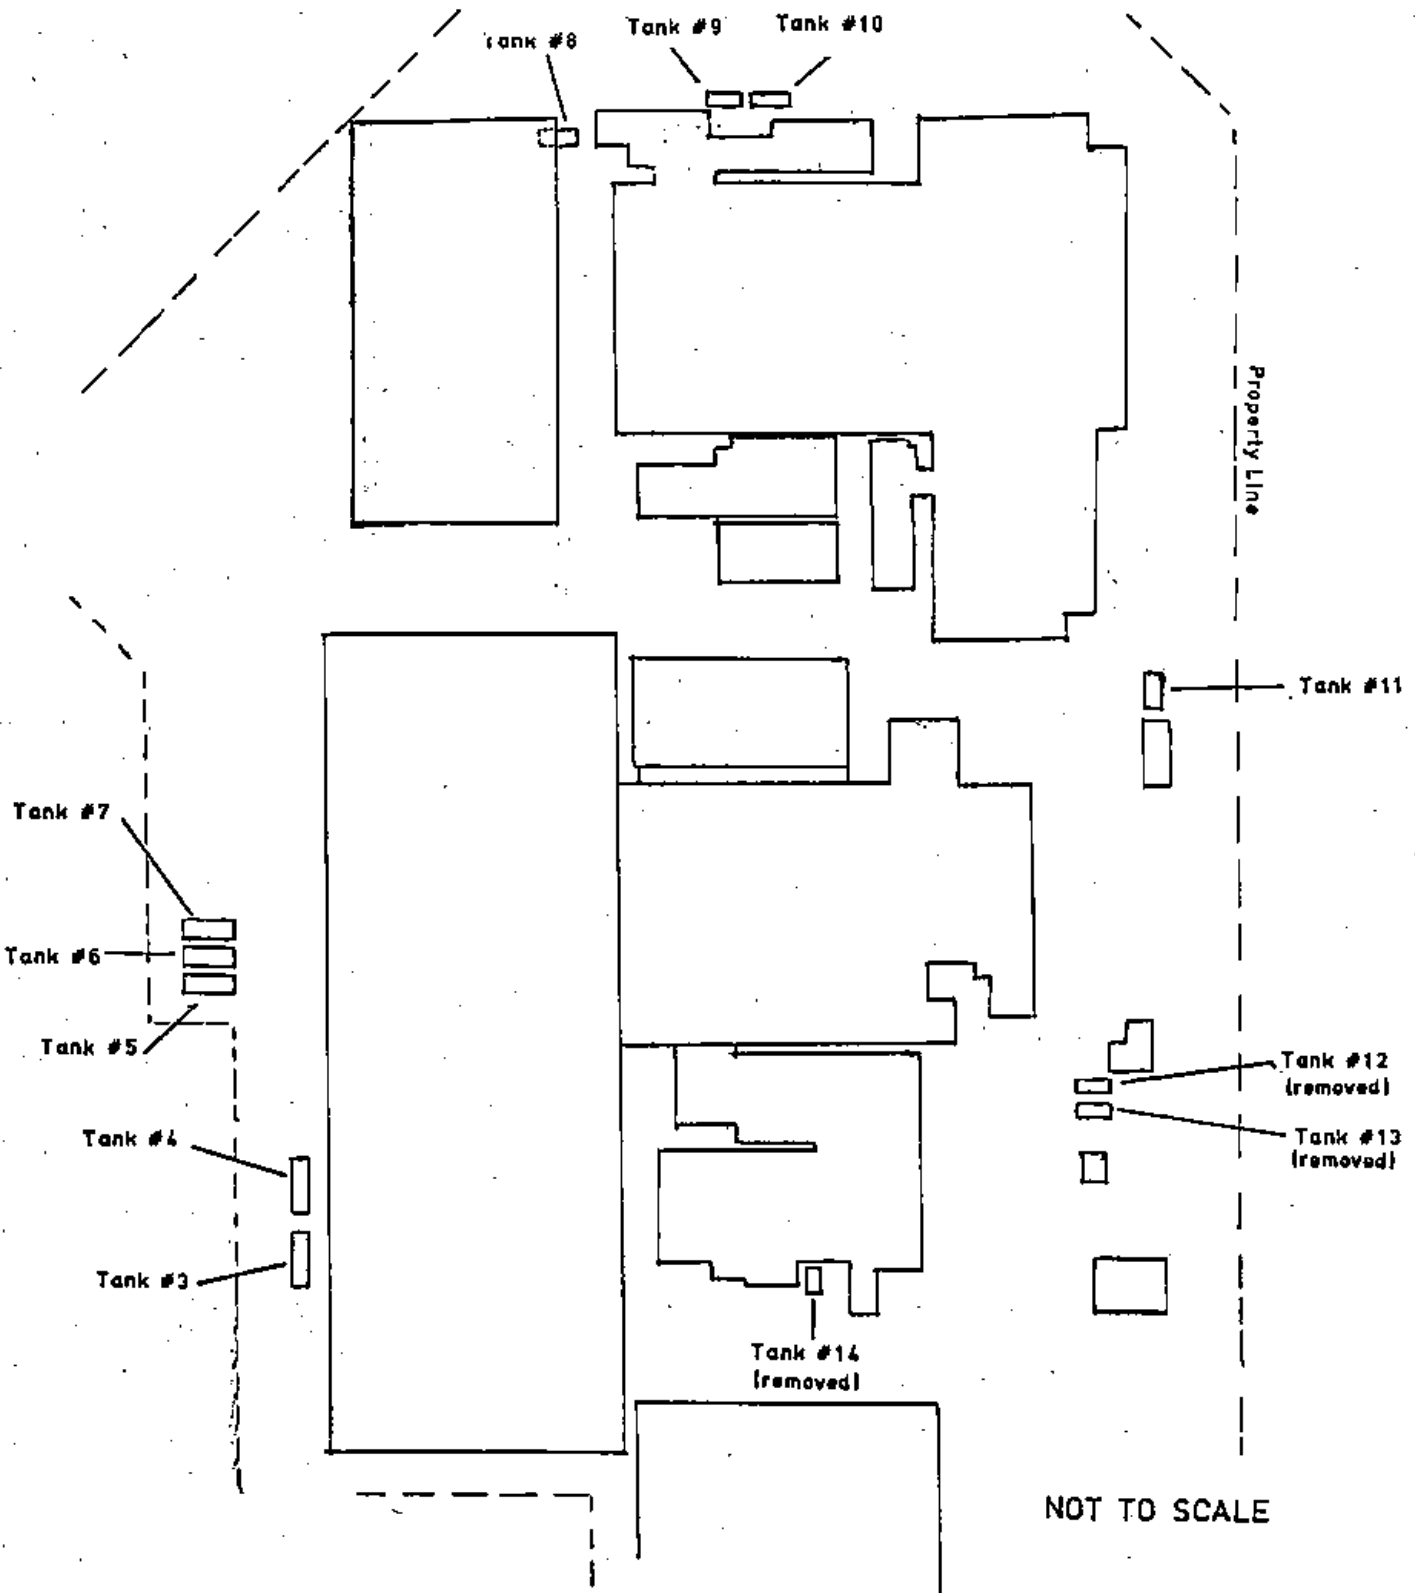 Tank #9
Tank #10
Tank #8
Property Line
Tank #11
Tank #7
Tank #6
Tank #5
Tank #12
(removed)
Tank #13
(removed)
Tank #4
Tank #3
Tank #14
(removed)
NOT TO SCALE